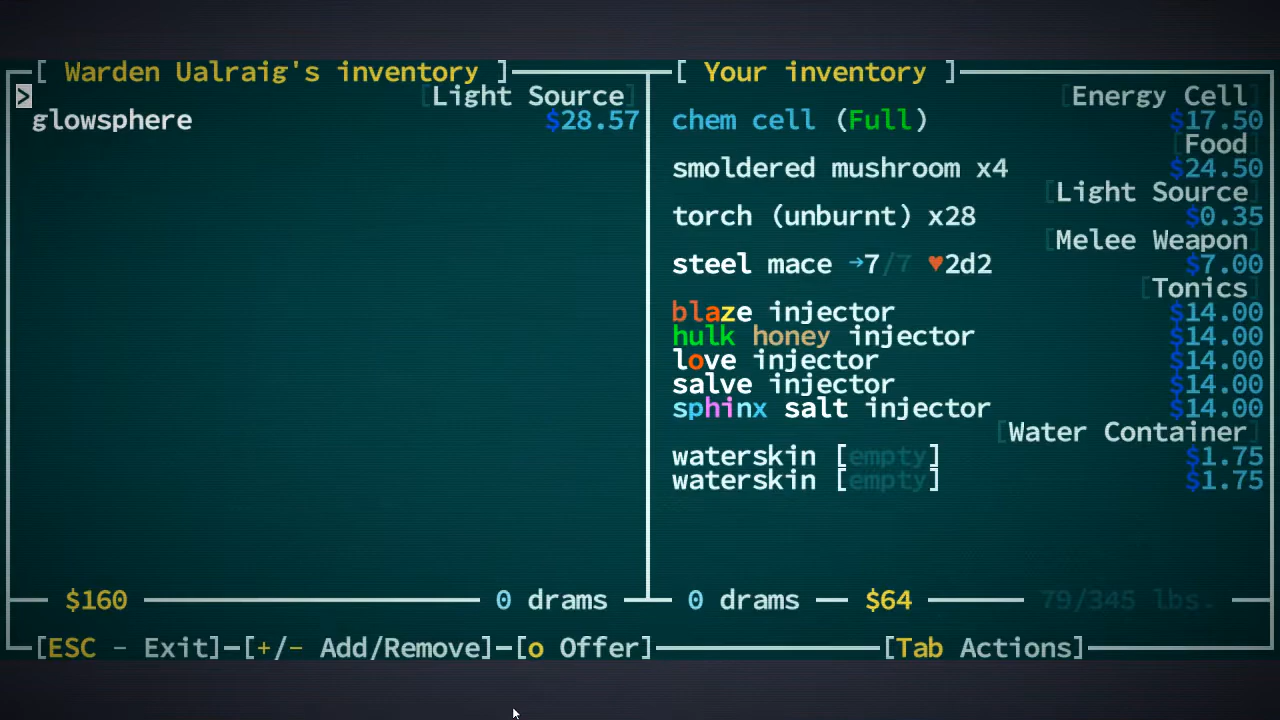 [ Warden Ualraig's inventory ]
>
[Light Source]
glowsphere $28.57
[ Your inventory ]
[Energy Cell]
chem cell (Full) $17.50
[Food]
smoldered mushroom x4 $24.50
[Light Source]
torch (unburnt) x28 $0.35
[Melee Weapon]
steel mace →7/7 ♥2d2 $7.00
[Tonics]
blaze injector $14.00
hulk honey injector $14.00
love injector $14.00
salve injector $14.00
sphinx salt injector $14.00
[Water Container]
waterskin [empty] $1.75
waterskin [empty] $1.75
$160 0 drams
0 drams $64 79/345 lbs.
[ESC - Exit] [+/- Add/Remove] [o Offer] [Tab Actions]